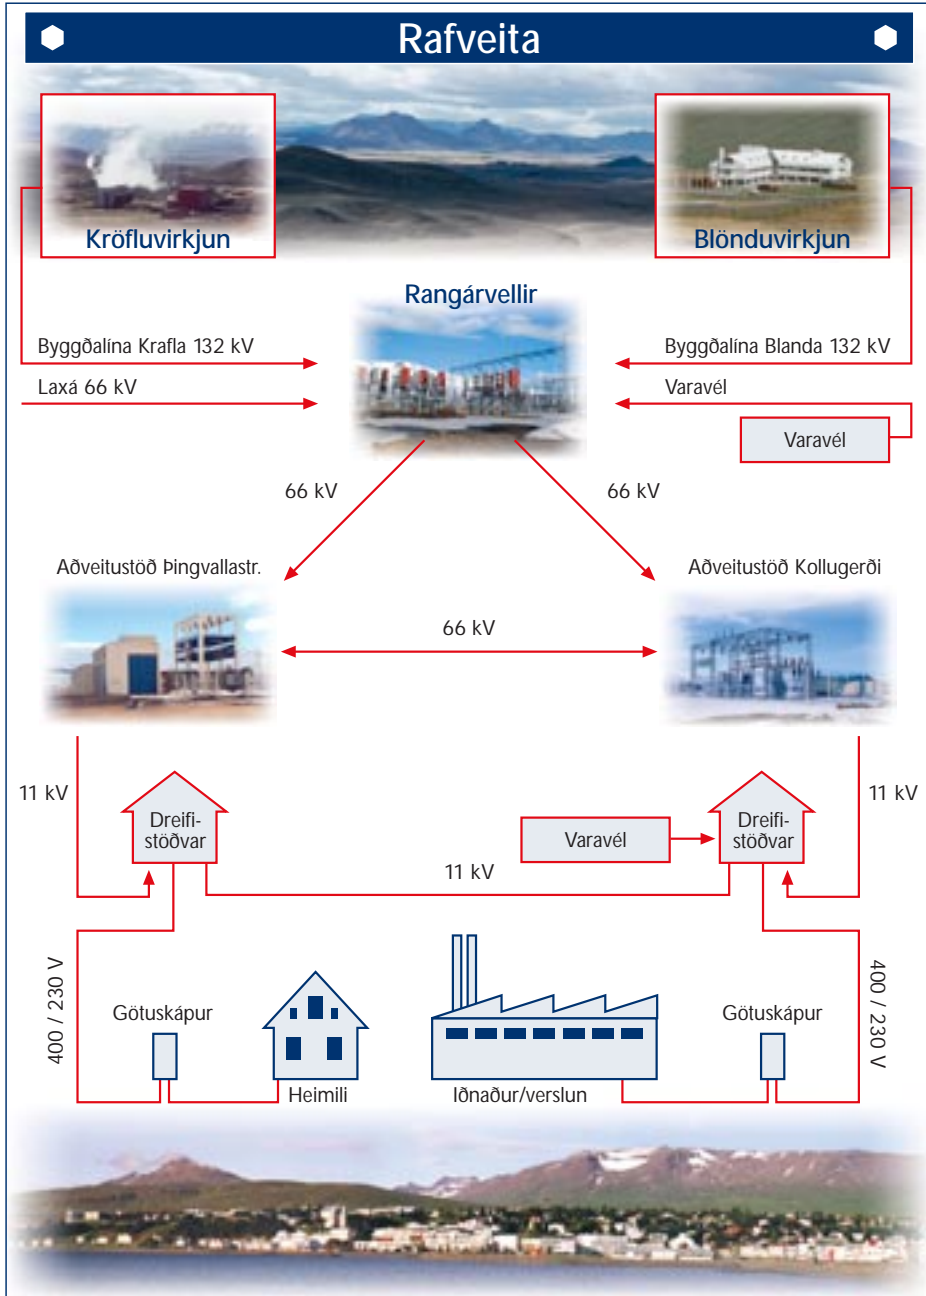 Rafveita
Kröfluvirkjun
Blönduvirkjun
Rangárvellir
Byggðalína Krafla 132 kV
Byggðalína Blanda 132 kV
Laxá 66 kV
Varavél
Varavél
66 kV
66 kV
Aðveitustöð Þingvallastr.
Aðveitustöð Kollugerði
66 kV
11 kV
11 kV
Dreifi-
stöðvar
Varavél
Dreifi-
stöðvar
11 kV
400 / 230 V
400 / 230 V
Götuskápur
Götuskápur
Heimili
Iðnaður/verslun